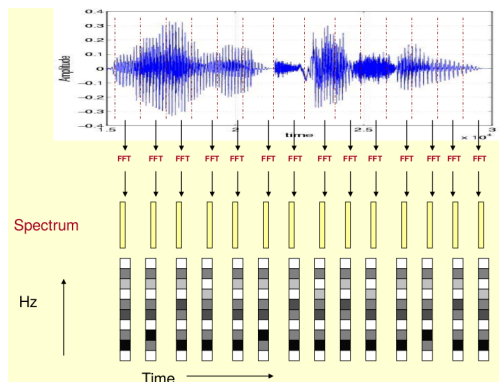 0.4
0.3
0.2
0.1
0
-0.1
-0.2
-0.3
-0.4
Amplitude
1.5 2 2.5 3
time
x 10⁴
FFT FFT FFT FFT FFT FFT FFT FFT FFT FFT FFT FFT FFT FFT
Spectrum
Hz
Time